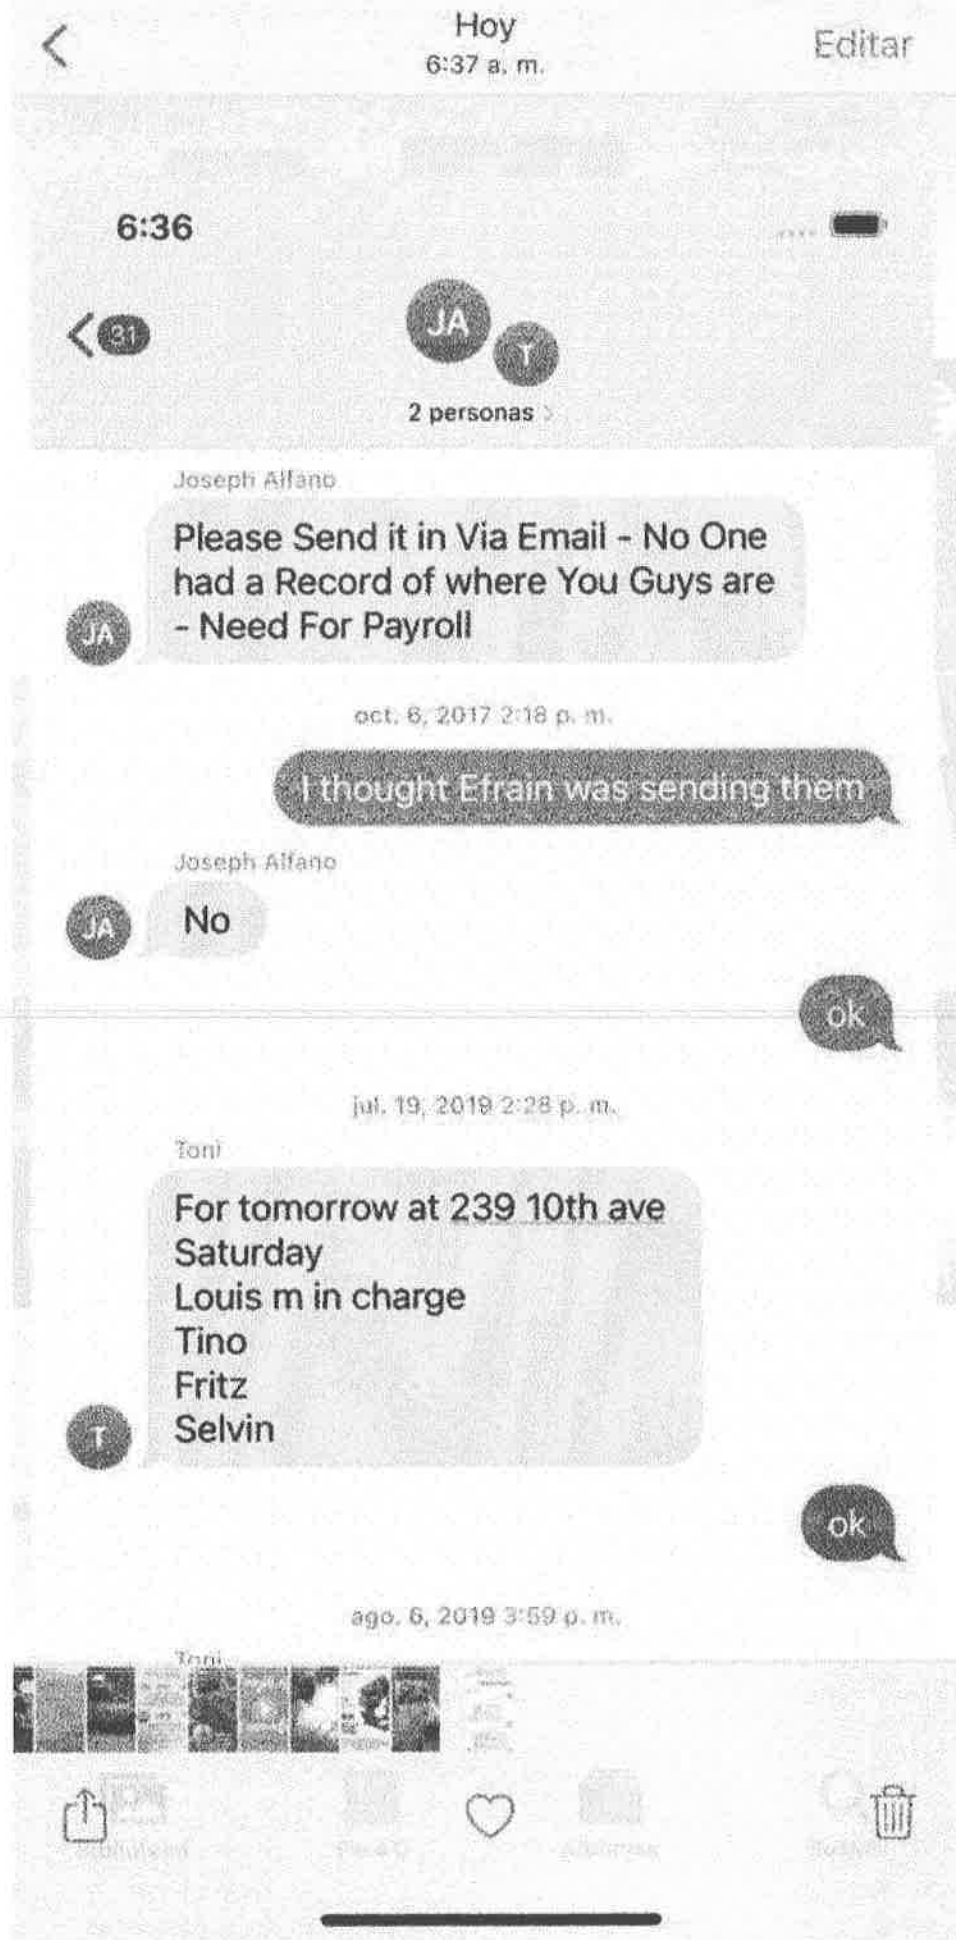 Hoy
6:37 a. m.
Editar
6:36
31
JA
T
2 personas
Joseph Alfano
Please Send it in Via Email - No One
had a Record of where You Guys are
- Need For Payroll
JA
oct. 6, 2017 2:18 p. m.
I thought Efrain was sending them
Joseph Alfano
No
JA
ok
jul. 19, 2019 2:28 p. m.
Toni
For tomorrow at 239 10th ave
Saturday
Louis m in charge
Tino
Fritz
Selvin
T
ok
ago. 6, 2019 3:59 p. m.
Toni